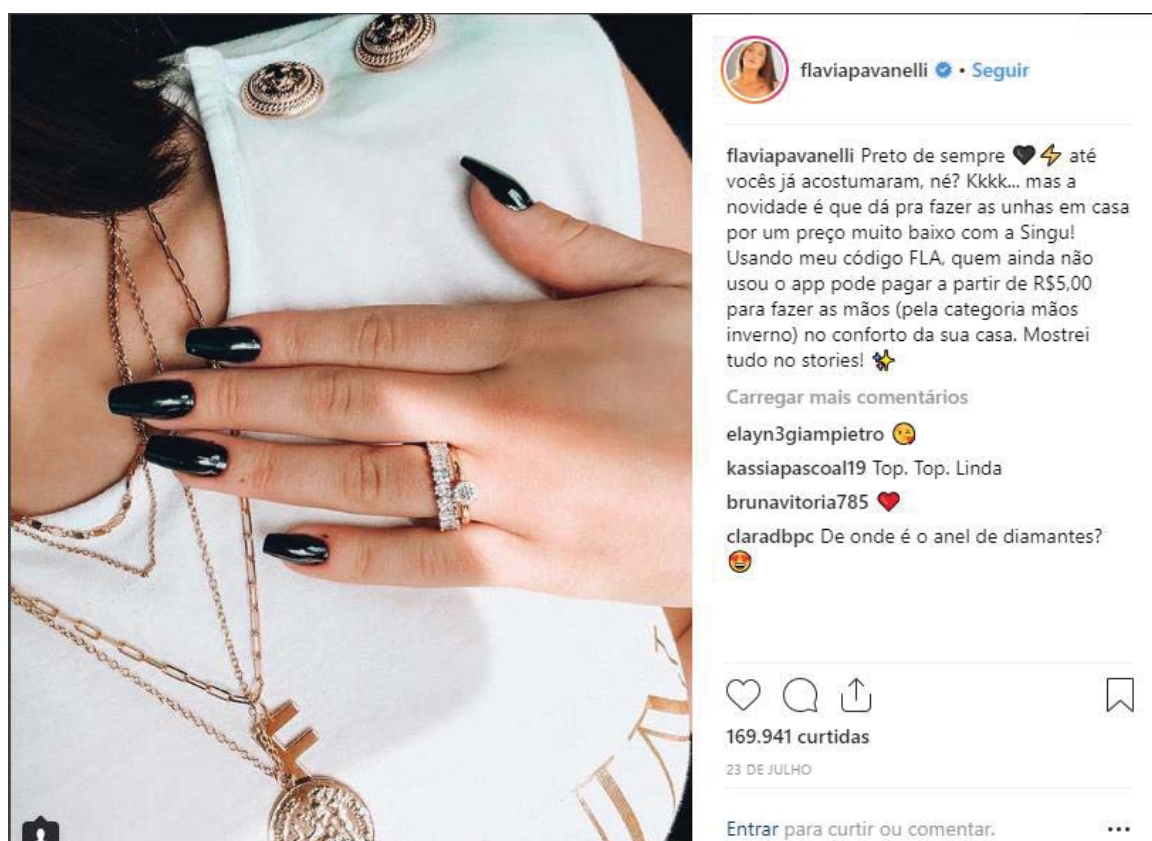 flaviapavanelli • Seguir
flaviapavanelli Preto de sempre 🖤⚡ até
vocês já acostumaram, né? Kkkk... mas a
novidade é que dá pra fazer as unhas em casa
por um preço muito baixo com a Singu!
Usando meu código FLA, quem ainda não
usou o app pode pagar a partir de R$5,00
para fazer as mãos (pela categoria mãos
inverno) no conforto da sua casa. Mostrei
tudo no stories! ✨
Carregar mais comentários
elayn3giampietro 😘
kassiapascoal19 Top. Top. Linda
brunavitoria785 ❤
claradbpc De onde é o anel de diamantes?
😍
169.941 curtidas
23 DE JULHO
Entrar para curtir ou comentar.
F